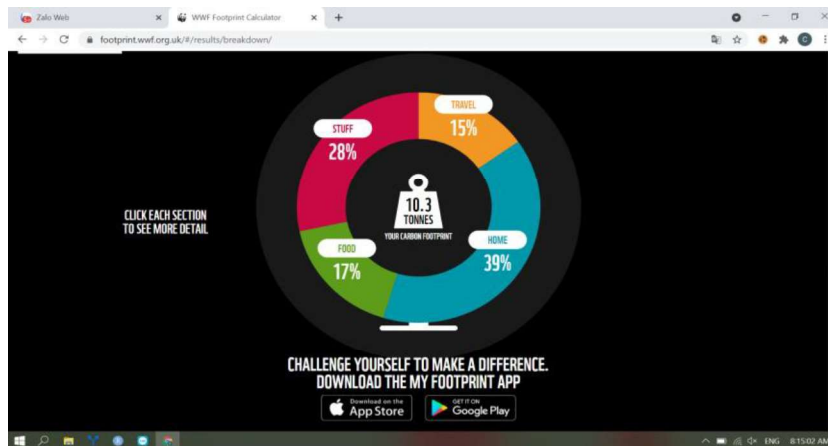 Zalo Web
WWF Footprint Calculator
footprint.wwf.org.uk/#/results/breakdown/
TRAVEL
15%
STUFF
28%
10.3
TONNES
YOUR CARBON FOOTPRINT
CLICK EACH SECTION
TO SEE MORE DETAIL
HOME
39%
FOOD
17%
CHALLENGE YOURSELF TO MAKE A DIFFERENCE.
DOWNLOAD THE MY FOOTPRINT APP
Download on the
App Store
GET IT ON
Google Play
ENG 8:15:02 AM